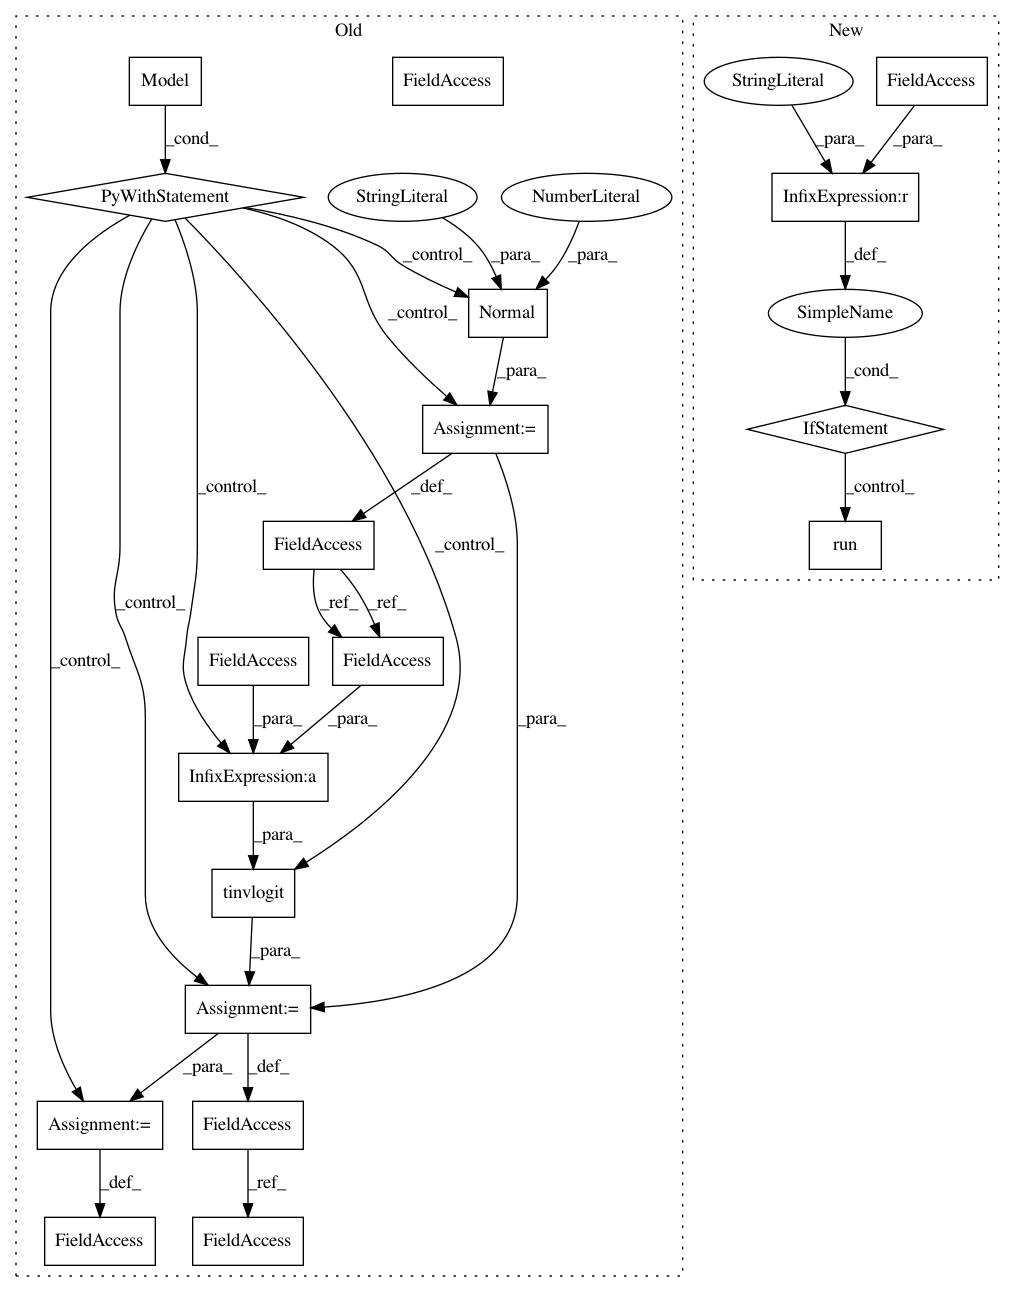 Old
New
Model
FieldAccess
StringLiteral
FieldAccess
_cond_
_para_
_para_
PyWithStatement
StringLiteral
NumberLiteral
InfixExpression:r
_control_
_para_
_para_
_def_
Normal
SimpleName
_control_
_para_
_cond_
Assignment:=
IfStatement
_control_
_def_
_control_
FieldAccess
_control_
run
_control_
_ref_
_ref_
FieldAccess
FieldAccess
_control_
_para_
_para_
_para_
InfixExpression:a
_para_
tinvlogit
_para_
Assignment:=
_para_
_def_
Assignment:=
FieldAccess
_def_
_ref_
FieldAccess
FieldAccess